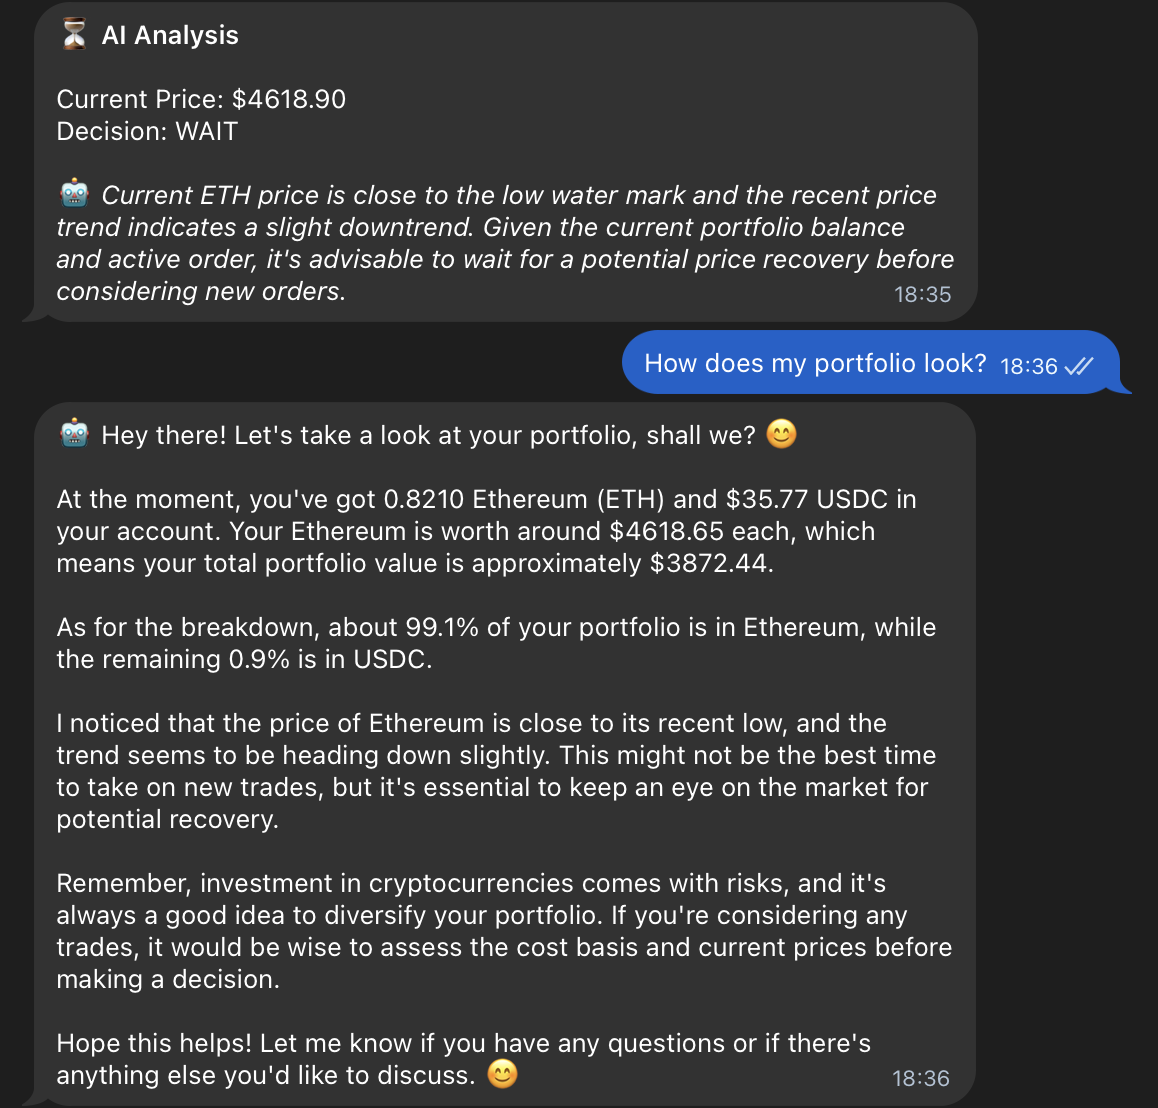 ⏳ AI Analysis
Current Price: $4618.90
Decision: WAIT
🤖 Current ETH price is close to the low water mark and the recent price
trend indicates a slight downtrend. Given the current portfolio balance
and active order, it's advisable to wait for a potential price recovery before
considering new orders.
18:35
How does my portfolio look? 18:36
🤖 Hey there! Let's take a look at your portfolio, shall we? 😊
At the moment, you've got 0.8210 Ethereum (ETH) and $35.77 USDC in
your account. Your Ethereum is worth around $4618.65 each, which
means your total portfolio value is approximately $3872.44.
As for the breakdown, about 99.1% of your portfolio is in Ethereum, while
the remaining 0.9% is in USDC.
I noticed that the price of Ethereum is close to its recent low, and the
trend seems to be heading down slightly. This might not be the best time
to take on new trades, but it's essential to keep an eye on the market for
potential recovery.
Remember, investment in cryptocurrencies comes with risks, and it's
always a good idea to diversify your portfolio. If you're considering any
trades, it would be wise to assess the cost basis and current prices before
making a decision.
Hope this helps! Let me know if you have any questions or if there's
anything else you'd like to discuss. 😊
18:36